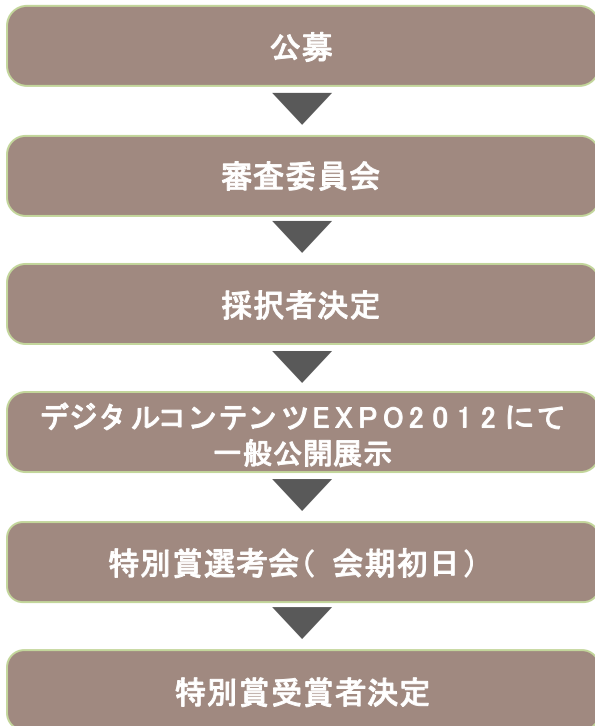 公募
審査委員会
採択者決定
デジタルコンテンツEXPO2012にて
一般公開展示
特別賞選考会(会期初日)
特別賞受賞者決定